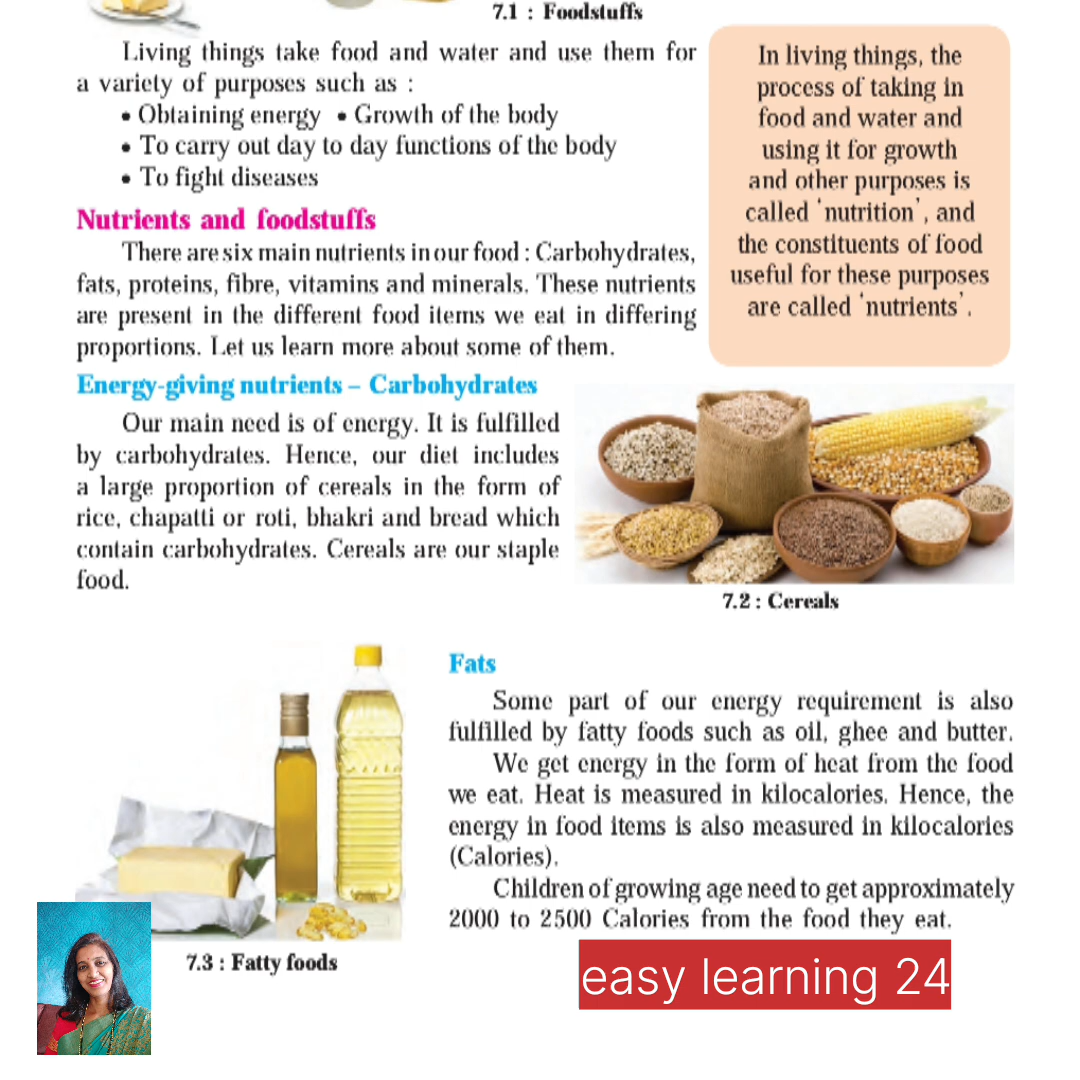 7.1 : Foodstuffs
Living things take food and water and use them for
a variety of purposes such as :
• Obtaining energy • Growth of the body
• To carry out day to day functions of the body
• To fight diseases
In living things, the
process of taking in
food and water and
using it for growth
and other purposes is
called 'nutrition', and
the constituents of food
useful for these purposes
are called 'nutrients'.
Nutrients and foodstuffs
There are six main nutrients in our food : Carbohydrates,
fats, proteins, fibre, vitamins and minerals. These nutrients
are present in the different food items we eat in differing
proportions. Let us learn more about some of them.
Energy-giving nutrients – Carbohydrates
Our main need is of energy. It is fulfilled
by carbohydrates. Hence, our diet includes
a large proportion of cereals in the form of
rice, chapatti or roti, bhakri and bread which
contain carbohydrates. Cereals are our staple
food.
7.2 : Cereals
Fats
Some part of our energy requirement is also
fulfilled by fatty foods such as oil, ghee and butter.
We get energy in the form of heat from the food
we eat. Heat is measured in kilocalories. Hence, the
energy in food items is also measured in kilocalories
(Calories).
Children of growing age need to get approximately
2000 to 2500 Calories from the food they eat.
7.3 : Fatty foods
easy learning 24